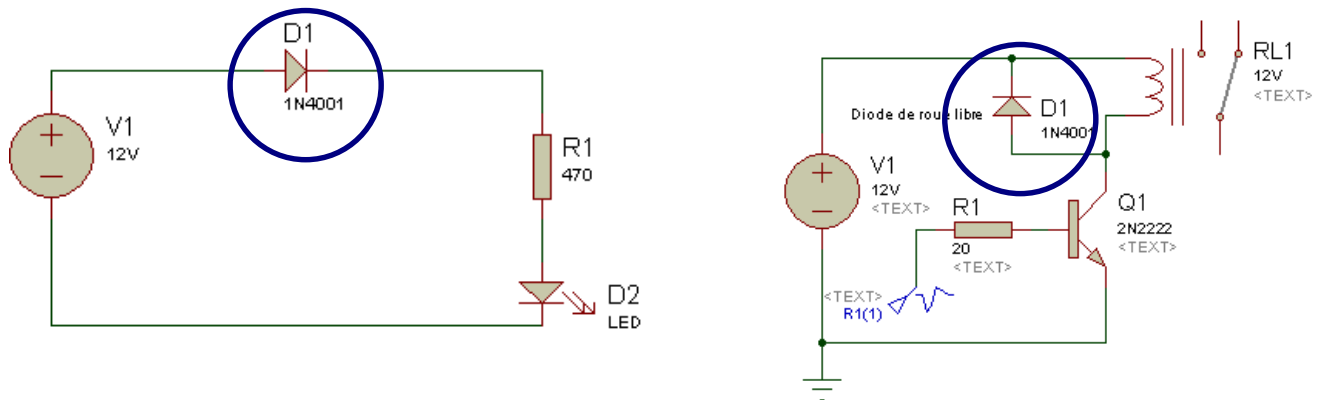 D1
1N4001
V1
12V
R1
470
D2
LED
RL1
12V
<TEXT>
Diode de roue libre
D1
1N4001
V1
12V
<TEXT>
R1
20
<TEXT>
Q1
2N2222
<TEXT>
<TEXT>
R1(1)